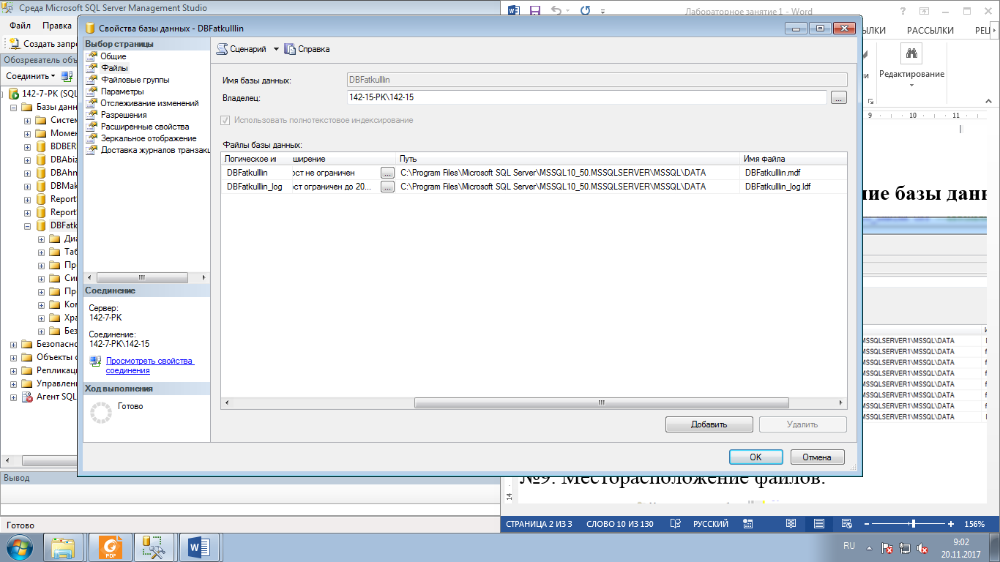 Среда Microsoft SQL Server Management Studio
Файл Правка
Создать запр
Обозреватель объ
Соединить
142-7-PK (SQL
Базы данн
Систем
Момен
BDBER
DBAbiz
DBAhn
DBMak
Report
Report
DBFatk
Диа
Таб
Пр
Син
Про
Ком
Хра
Без
Безопасно
Объекты с
Репликац
Управлен
Агент SQL
Вывод
Готово
Лабораторное занятие 1 - Word
ЫЛКИ РАССЫЛКИ РЕЦ
Редактирование
9 10 11
ние базы данн
MSSQLSERVER1\MSSQL\DATA
MSSQLSERVER1\MSSQL\DATA
MSSQLSERVER1\MSSQL\DATA
MSSQLSERVER1\MSSQL\DATA
MSSQLSERVER1\MSSQL\DATA
MSSQLSERVER1\MSSQL\DATA
MSSQLSERVER1\MSSQL\DATA
MSSQLSERVER1\MSSQL\DATA
№9. Месторасположение файлов.
14
СТРАНИЦА 2 ИЗ 3 СЛОВО 10 ИЗ 130 РУССКИЙ 156%
Свойства базы данных - DBFatkulllin
Выбор страницы
Общие
Файлы
Файловые группы
Параметры
Отслеживание изменений
Разрешения
Расширенные свойства
Зеркальное отображение
Доставка журналов транзакц
Соединение
Сервер:
142-7-PK
Соединение:
142-7-PK\142-15
Просмотреть свойства
соединения
Ход выполнения
Готово
Сценарий Справка
Имя базы данных: DBFatkulllin
Владелец: 142-15-PK\142-15 ...
Использовать полнотекстовое индексирование
Файлы базы данных:
Логическое и ширение Путь Имя Файла
DBFatkulllin ост не ограничен ... C:\Program Files\Microsoft SQL Server\MSSQL10_50.MSSQLSERVER\MSSQL\DATA DBFatkulllin.mdf
DBFatkulllin_log ост ограничен до 20... ... C:\Program Files\Microsoft SQL Server\MSSQL10_50.MSSQLSERVER\MSSQL\DATA DBFatkulllin_log.ldf
Добавить Удалить
OK Отмена
PDF
RU
9:02
20.11.2017